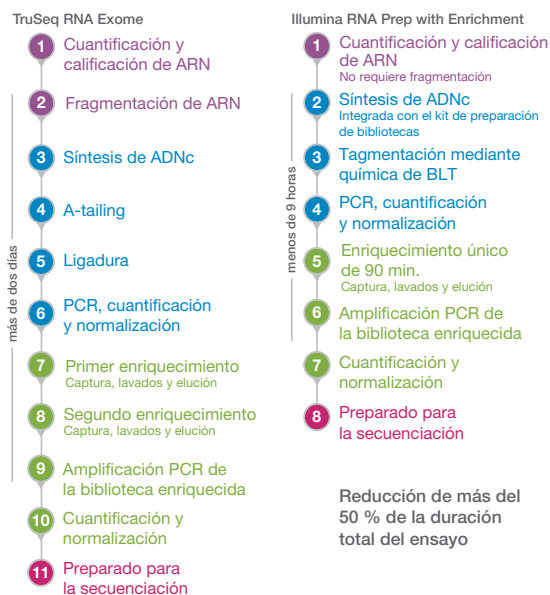 TruSeq RNA Exome
1
Cuantificación y
calificación de ARN
2
Fragmentación de ARN
3
Síntesis de ADNc
4
A-tailing
5
Ligadura
6
PCR, cuantificación
y normalización
7
Primer enriquecimiento
Captura, lavados y elución
8
Segundo enriquecimiento
Captura, lavados y elución
9
Amplificación PCR de
la biblioteca enriquecida
10
Cuantificación y
normalización
11
Preparado para
la secuenciación
más de dos días
Illumina RNA Prep with Enrichment
1
Cuantificación y calificación
de ARN
No requiere fragmentación
2
Síntesis de ADNc
Integrada con el kit de preparación
de bibliotecas
3
Tagmentación mediante
química de BLT
4
PCR, cuantificación
y normalización
5
Enriquecimiento único
de 90 min.
Captura, lavados y elución
6
Amplificación PCR de
la biblioteca enriquecida
7
Cuantificación y
normalización
8
Preparado para
la secuenciación
menos de 9 horas
Reducción de más del
50 % de la duración
total del ensayo